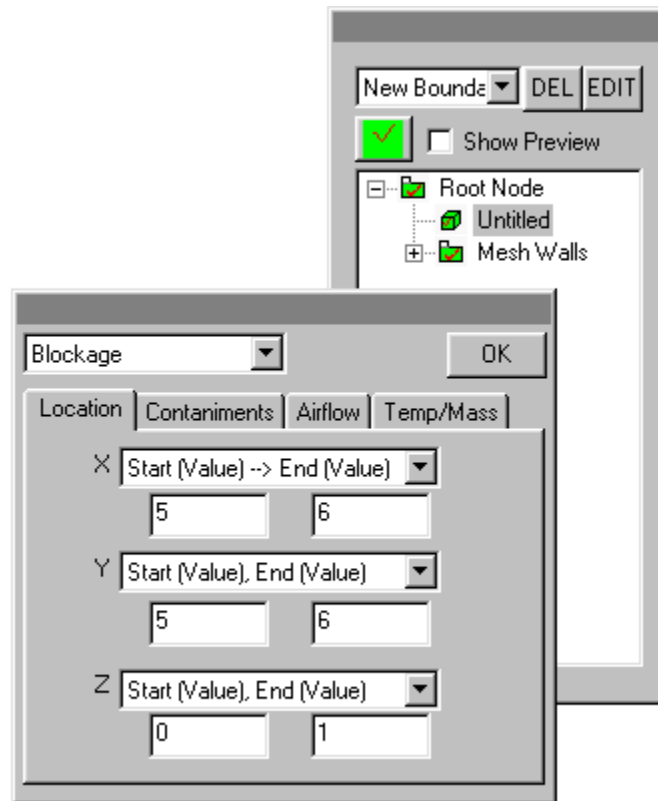 New Bounda DEL EDIT
Show Preview
Root Node
Untitled
Mesh Walls
Blockage OK
Location Contaniments Airflow Temp/Mass
X Start (Value) --> End (Value)
5 6
Y Start (Value), End (Value)
5 6
Z Start (Value), End (Value)
0 1